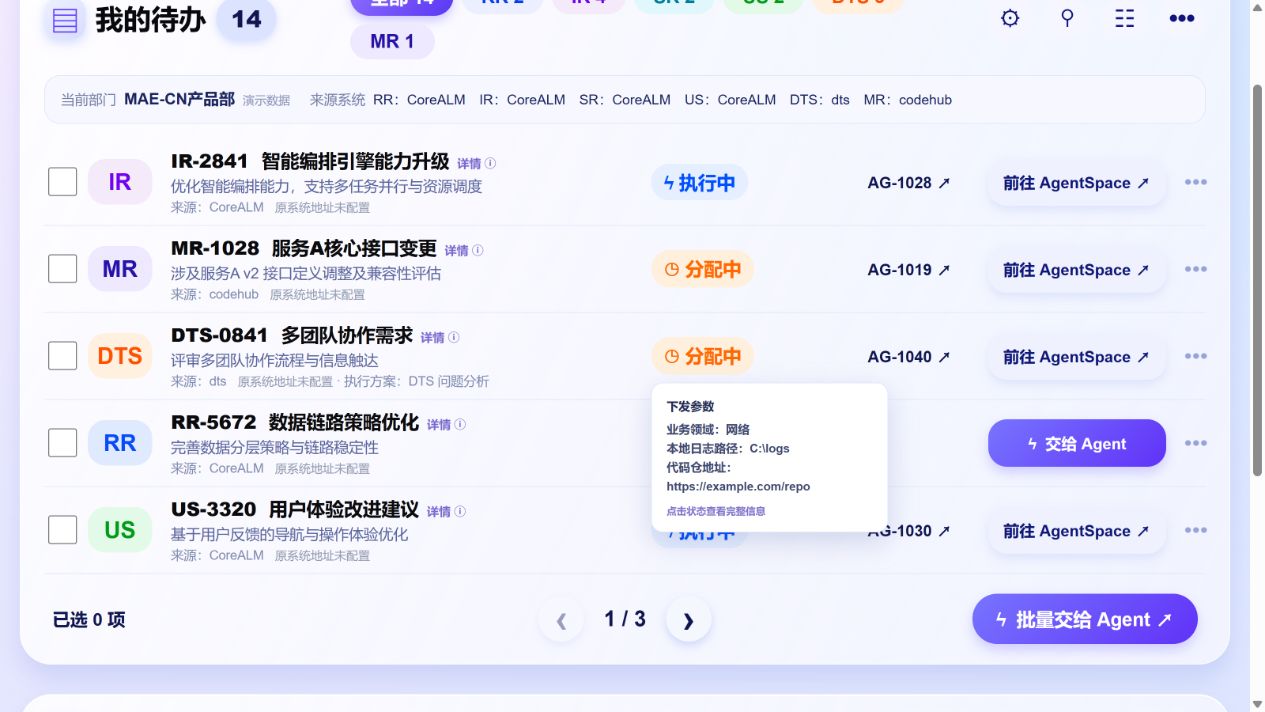 我的待办 14
全部 14 RR 2 IR 4 SR 2 US 2 DTS 3
MR 1
当前部门 MAE-CN产品部 演示数据 来源系统 RR：CoreALM IR：CoreALM SR：CoreALM US：CoreALM DTS：dts MR：codehub
IR IR-2841 智能编排引擎能力升级 详情
优化智能编排能力，支持多任务并行与资源调度
来源：CoreALM 原系统地址未配置
执行中 AG-1028 ↗ 前往 AgentSpace ↗ •••
MR MR-1028 服务A核心接口变更 详情
涉及服务A v2 接口定义调整及兼容性评估
来源：codehub 原系统地址未配置
分配中 AG-1019 ↗ 前往 AgentSpace ↗ •••
DTS DTS-0841 多团队协作需求 详情
评审多团队协作流程与信息触达
来源：dts 原系统地址未配置 · 执行方案：DTS 问题分析
分配中 AG-1040 ↗ 前往 AgentSpace ↗ •••
下发参数
业务领域：网络
本地日志路径：C:\logs
代码仓地址：
https://example.com/repo
点击状态查看完整信息
RR RR-5672 数据链路策略优化 详情
完善数据分层策略与链路稳定性
来源：CoreALM 原系统地址未配置
交给 Agent •••
US US-3320 用户体验改进建议 详情
基于用户反馈的导航与操作体验优化
来源：CoreALM 原系统地址未配置
执行中 AG-1030 ↗ 前往 AgentSpace ↗ •••
已选 0 项 ❮ 1 / 3 ❯ 批量交给 Agent ↗